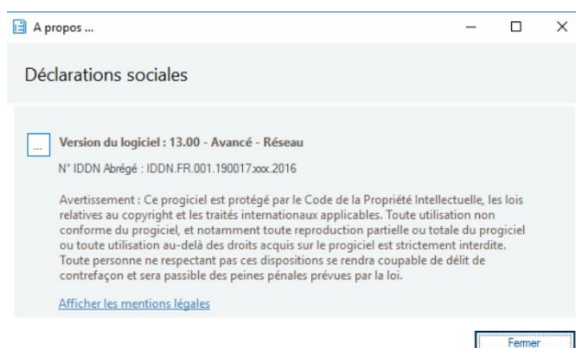 A propos ...
Déclarations sociales
... Version du logiciel : 13.00 - Avancé - Réseau
N° IDDN Abrégé : IDDN.FR.001.190017.xxx.2016
Avertissement : Ce progiciel est protégé par le Code de la Propriété Intellectuelle, les lois
relatives au copyright et les traités internationaux applicables. Toute utilisation non
conforme du progiciel, et notamment toute reproduction partielle ou totale du progiciel
ou toute utilisation au-delà des droits acquis sur le progiciel est strictement interdite.
Toute personne ne respectant pas ces dispositions se rendra coupable de délit de
contrefaçon et sera passible des peines pénales prévues par la loi.
Afficher les mentions légales
Fermer